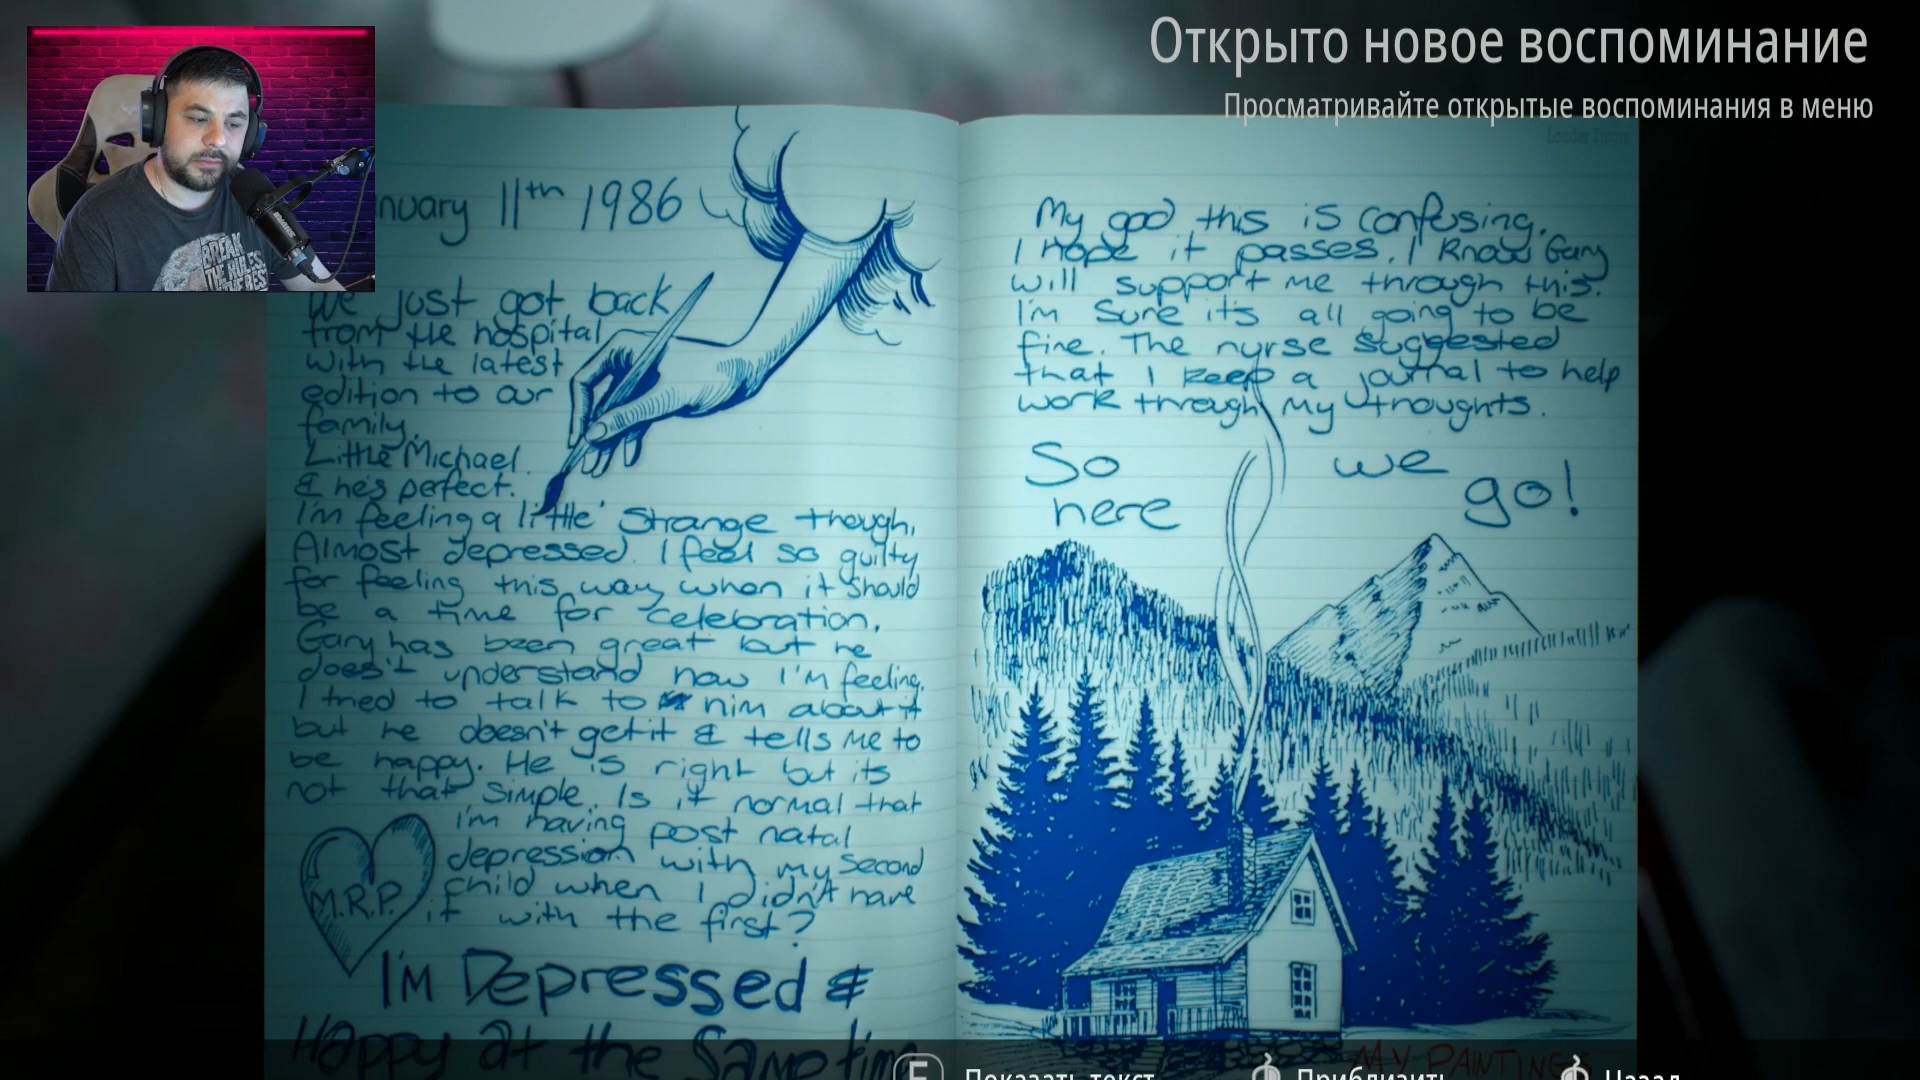 Открыто новое воспоминание
Просматривайте открытые воспоминания в меню
BREAK
THE RULES
nuary 11th 1986
We just got back
from the hospital
with the latest
edition to our
family.
Little Michael
& he's perfect.
I'm feeling a little strange though,
Almost depressed. I feel so guilty
for feeling this way when it should
be a time for celebration.
Gary has been great but he
does't understand how I'm feeling.
I tried to talk to him about it
but he doesn't get it & tells me to
be happy. He is right but its
not that simple. Is it normal that
i'm having post natal
depression with my second
child when I didn't have
it with the first?
M.R.P.
I'm Depressed &
Happy at the Same time
My god this is confusing.
I hope it passes. I know Gary
will support me through this.
I'm sure it's all going to be
fine. The nurse suggested
that I keep a journal to help
work through my thoughts.
So we
here go!
MY PAINTINGS
F Показать текст Приблизить Назад